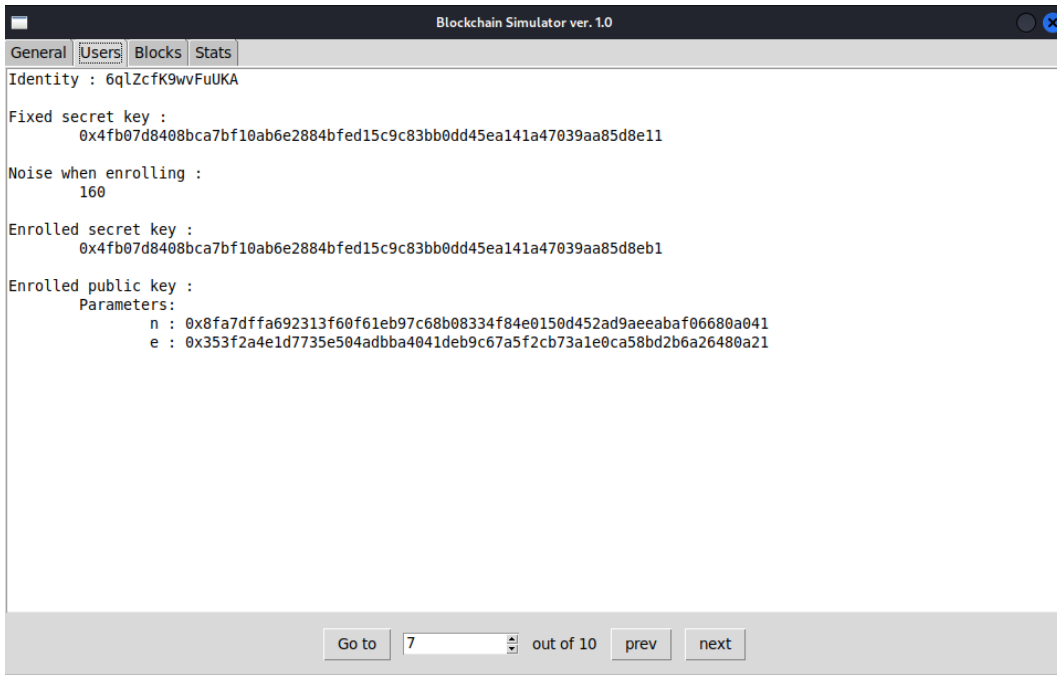 Blockchain Simulator ver. 1.0
General Users Blocks Stats
Identity : 6qlZcfK9wvFuUKA
Fixed secret key :
0x4fb07d8408bca7bf10ab6e2884bfed15c9c83bb0dd45ea141a47039aa85d8e11
Noise when enrolling :
160
Enrolled secret key :
0x4fb07d8408bca7bf10ab6e2884bfed15c9c83bb0dd45ea141a47039aa85d8eb1
Enrolled public key :
Parameters:
n : 0x8fa7dffa692313f60f61eb97c68b08334f84e0150d452ad9aeeabaf06680a041
e : 0x353f2a4e1d7735e504adbba4041deb9c67a5f2cb73a1e0ca58bd2b6a26480a21
Go to 7 out of 10 prev next